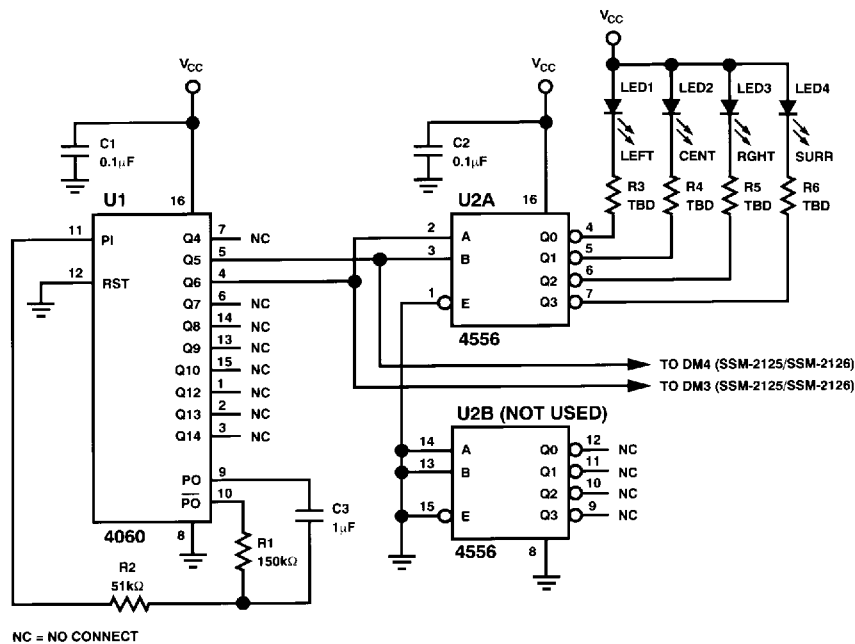 VCC
LED1 LED2 LED3 LED4
LEFT CENT RGHT SURR
R3 TBD
R4 TBD
R5 TBD
R6 TBD
VCC
C1
0.1µF
U1
16
11 PI
12 RST
Q4 7 NC
Q5 5
Q6 4
Q7 6 NC
Q8 14 NC
Q9 13 NC
Q10 15 NC
Q12 1 NC
Q13 2 NC
Q14 3 NC
PO 9
PO 10
4060
8
C3
1µF
R1
150kΩ
R2
51kΩ
VCC
C2
0.1µF
U2A
16
2 A
3 B
1 E
Q0 4
Q1 5
Q2 6
Q3 7
4556
TO DM4 (SSM-2125/SSM-2126)
TO DM3 (SSM-2125/SSM-2126)
U2B (NOT USED)
14 A
13 B
15 E
Q0 12 NC
Q1 11 NC
Q2 10 NC
Q3 9 NC
4556
8
NC = NO CONNECT